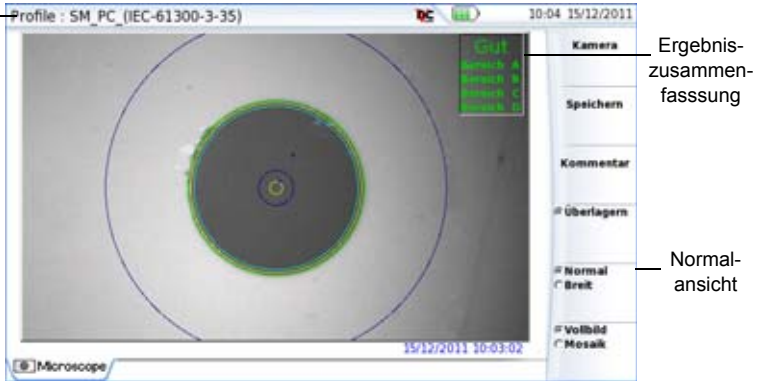 Profile : SM_PC_(IEC-61300-3-35)
DC
10:04 15/12/2011
Gut
Bereich A
Bereich B
Bereich C
Bereich D
Kamera
Speichern
Kommentar
Überlagern
Normal
Breit
Vollbild
Mosaik
15/12/2011 10:03:02
Microscope
Ergebnis-
zusammen-
fasssung
Normal-
ansicht